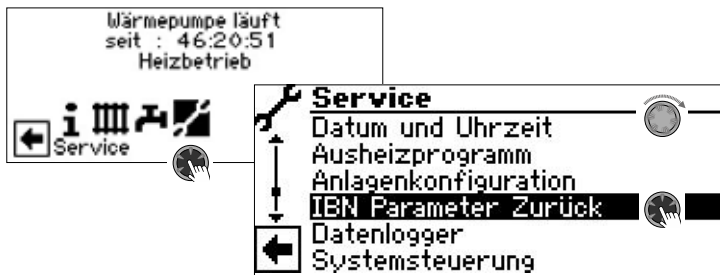 Wärmepumpe läuft
seit : 46:20:51
Heizbetrieb
Service
Service
Datum und Uhrzeit
Ausheizprogramm
Anlagenkonfiguration
IBN Parameter Zurück
Datenlogger
Systemsteuerung